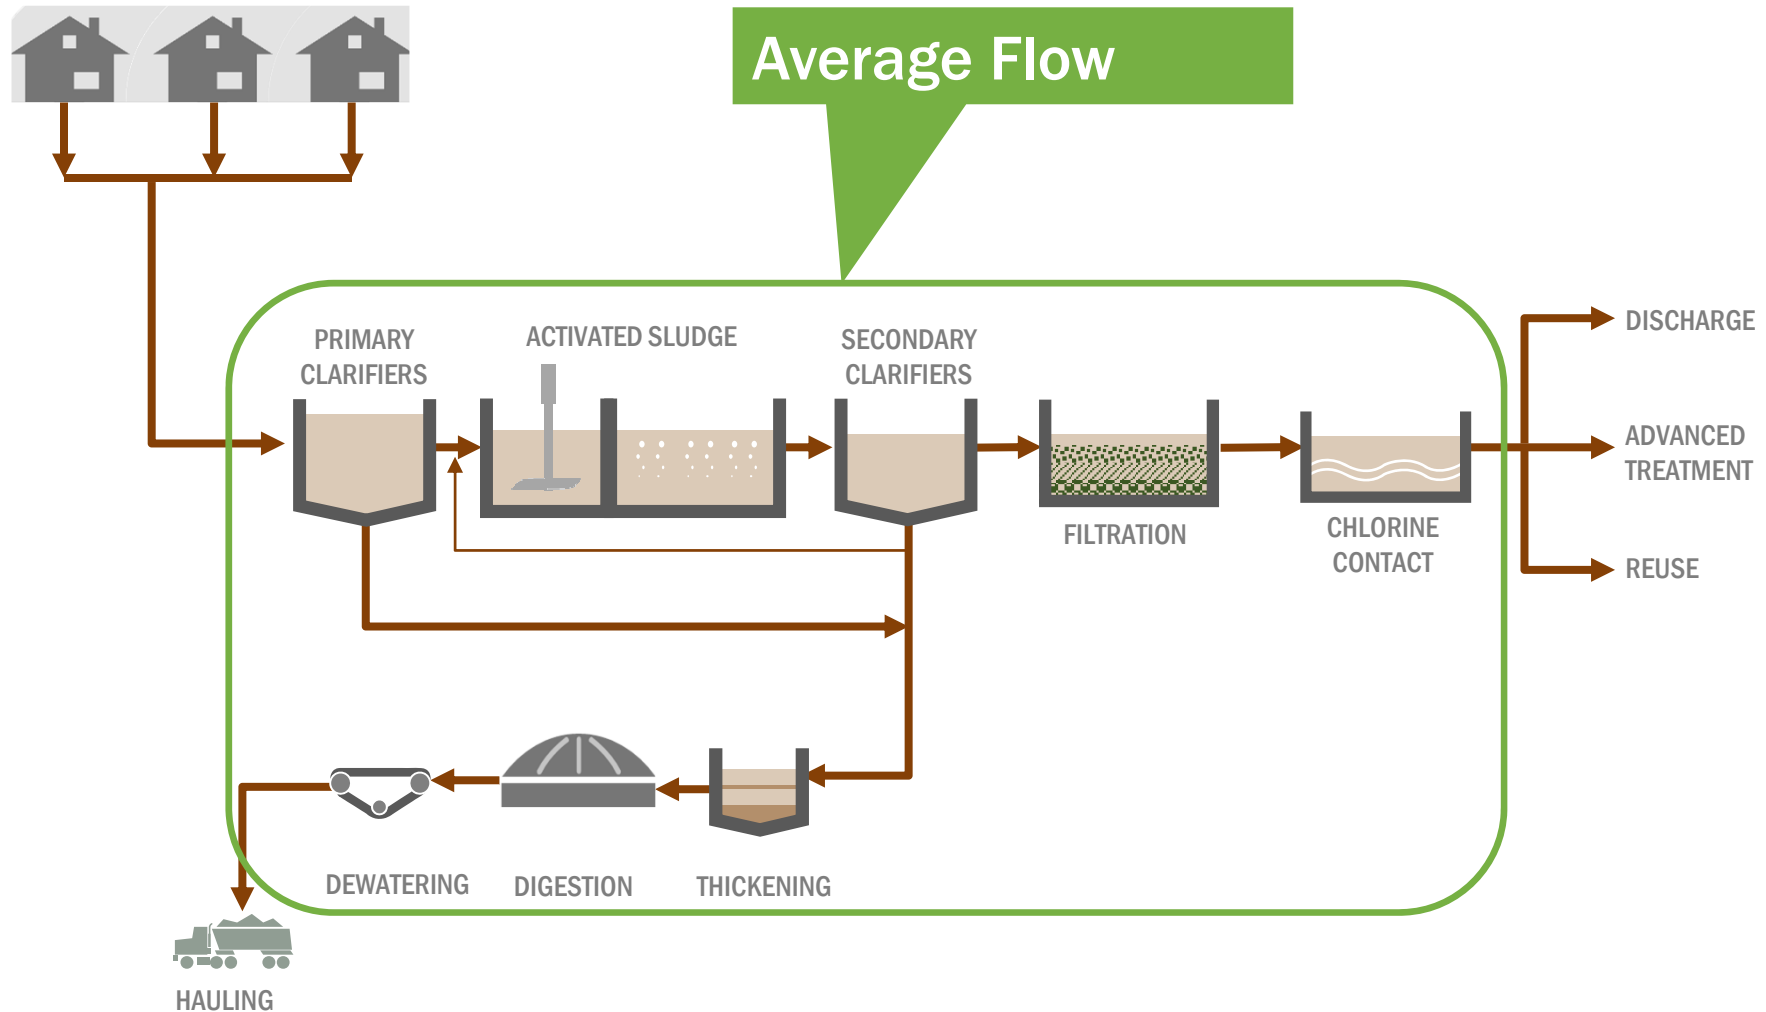 Average Flow
PRIMARY
CLARIFIERS
ACTIVATED SLUDGE
SECONDARY
CLARIFIERS
FILTRATION
CHLORINE
CONTACT
DISCHARGE
ADVANCED
TREATMENT
REUSE
DEWATERING
DIGESTION
THICKENING
HAULING